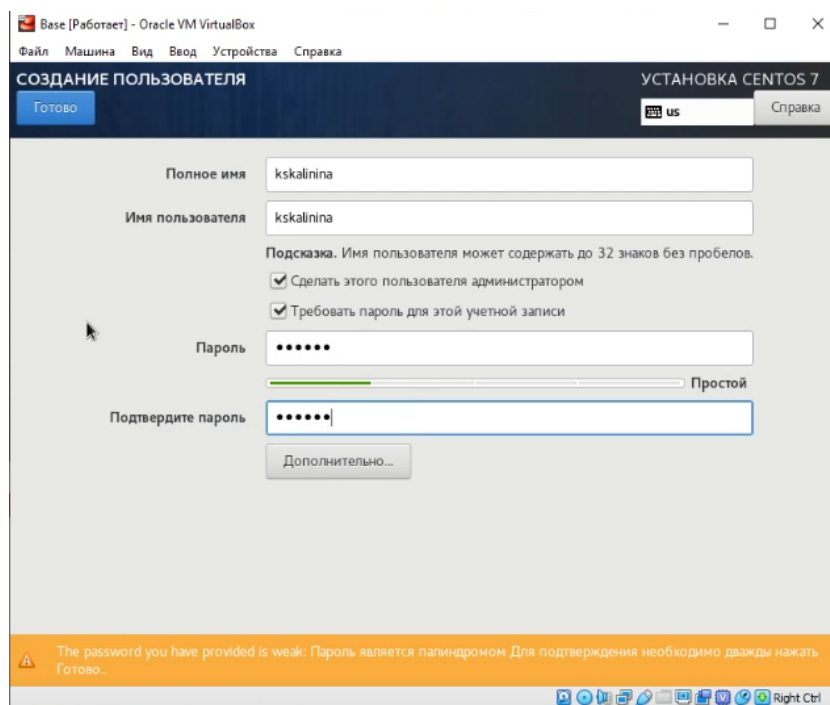 Base [Работает] - Oracle VM VirtualBox
Файл Машина Вид Ввод Устройства Справка
СОЗДАНИЕ ПОЛЬЗОВАТЕЛЯ
УСТАНОВКА CENTOS 7
Готово
us
Справка
Полное имя
kskalinina
Имя пользователя
kskalinina
Подсказка. Имя пользователя может содержать до 32 знаков без пробелов.
Сделать этого пользователя администратором
Требовать пароль для этой учетной записи
Пароль
••••••
Простой
Подтвердите пароль
••••••
Дополнительно...
The password you have provided is weak: Пароль является палиндромом Для подтверждения необходимо дважды нажать
Готово..
Right Ctrl